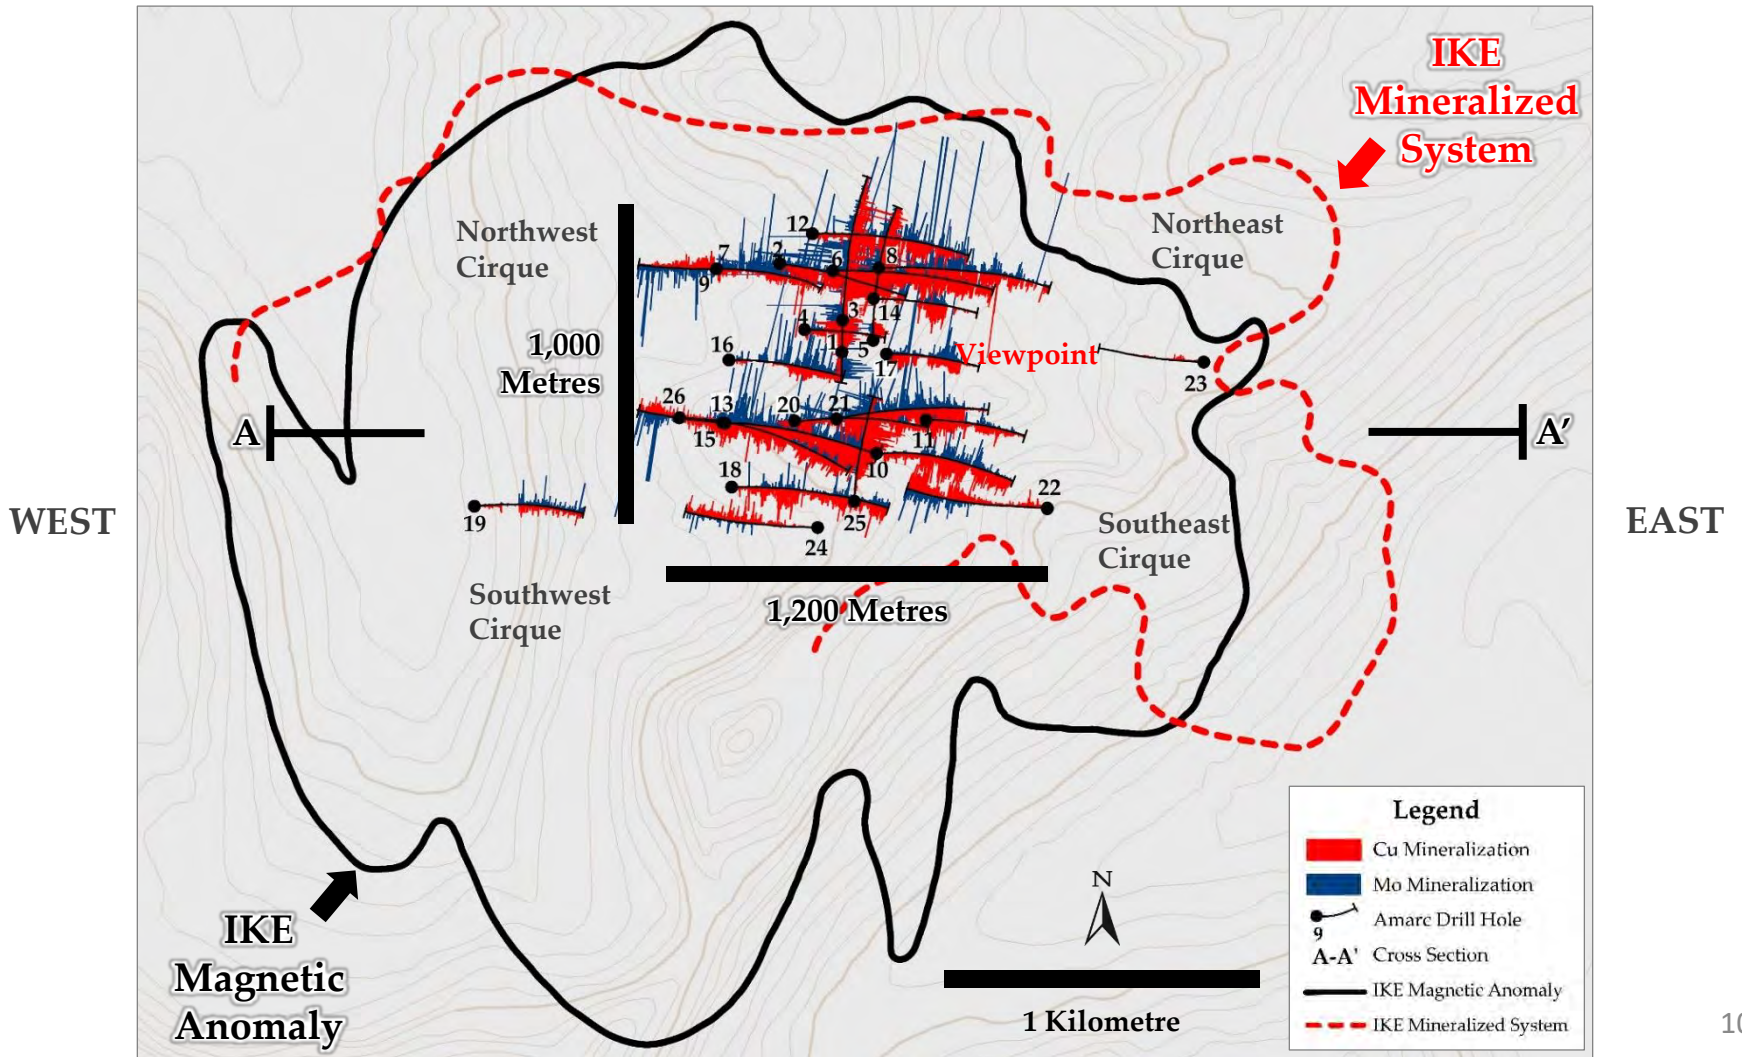 IKE
Mineralized
System
Northwest
Cirque
Northeast
Cirque
12
7
2
6
8
9
14
3
4
1
5
16
17
Viewpoint
23
1,000
Metres
26
13
20
21
15
11
10
A
A'
18
22
19
25
24
WEST
EAST
Southeast
Cirque
Southwest
Cirque
1,200 Metres
Legend
Cu Mineralization
Mo Mineralization
Amarc Drill Hole
9
A-A' Cross Section
IKE Magnetic Anomaly
IKE Mineralized System
N
1 Kilometre
IKE
Magnetic
Anomaly